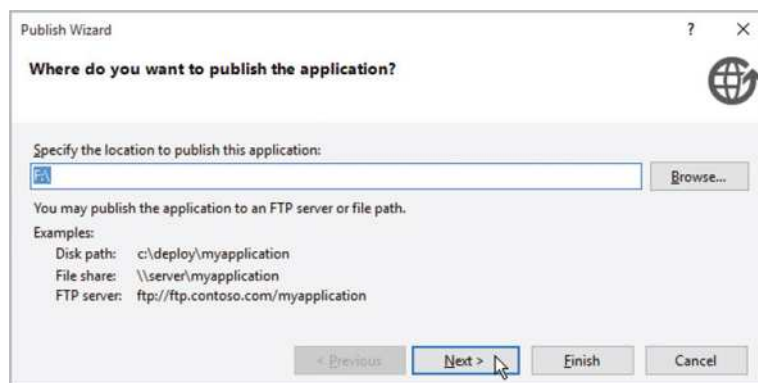 Publish Wizard ? ✕
Where do you want to publish the application?
Specify the location to publish this application:
F:\
Browse...
You may publish the application to an FTP server or file path.
Examples:
Disk path: c:\deploy\myapplication
File share: \\server\myapplication
FTP server: ftp://ftp.contoso.com/myapplication
< Previous Next > Finish Cancel